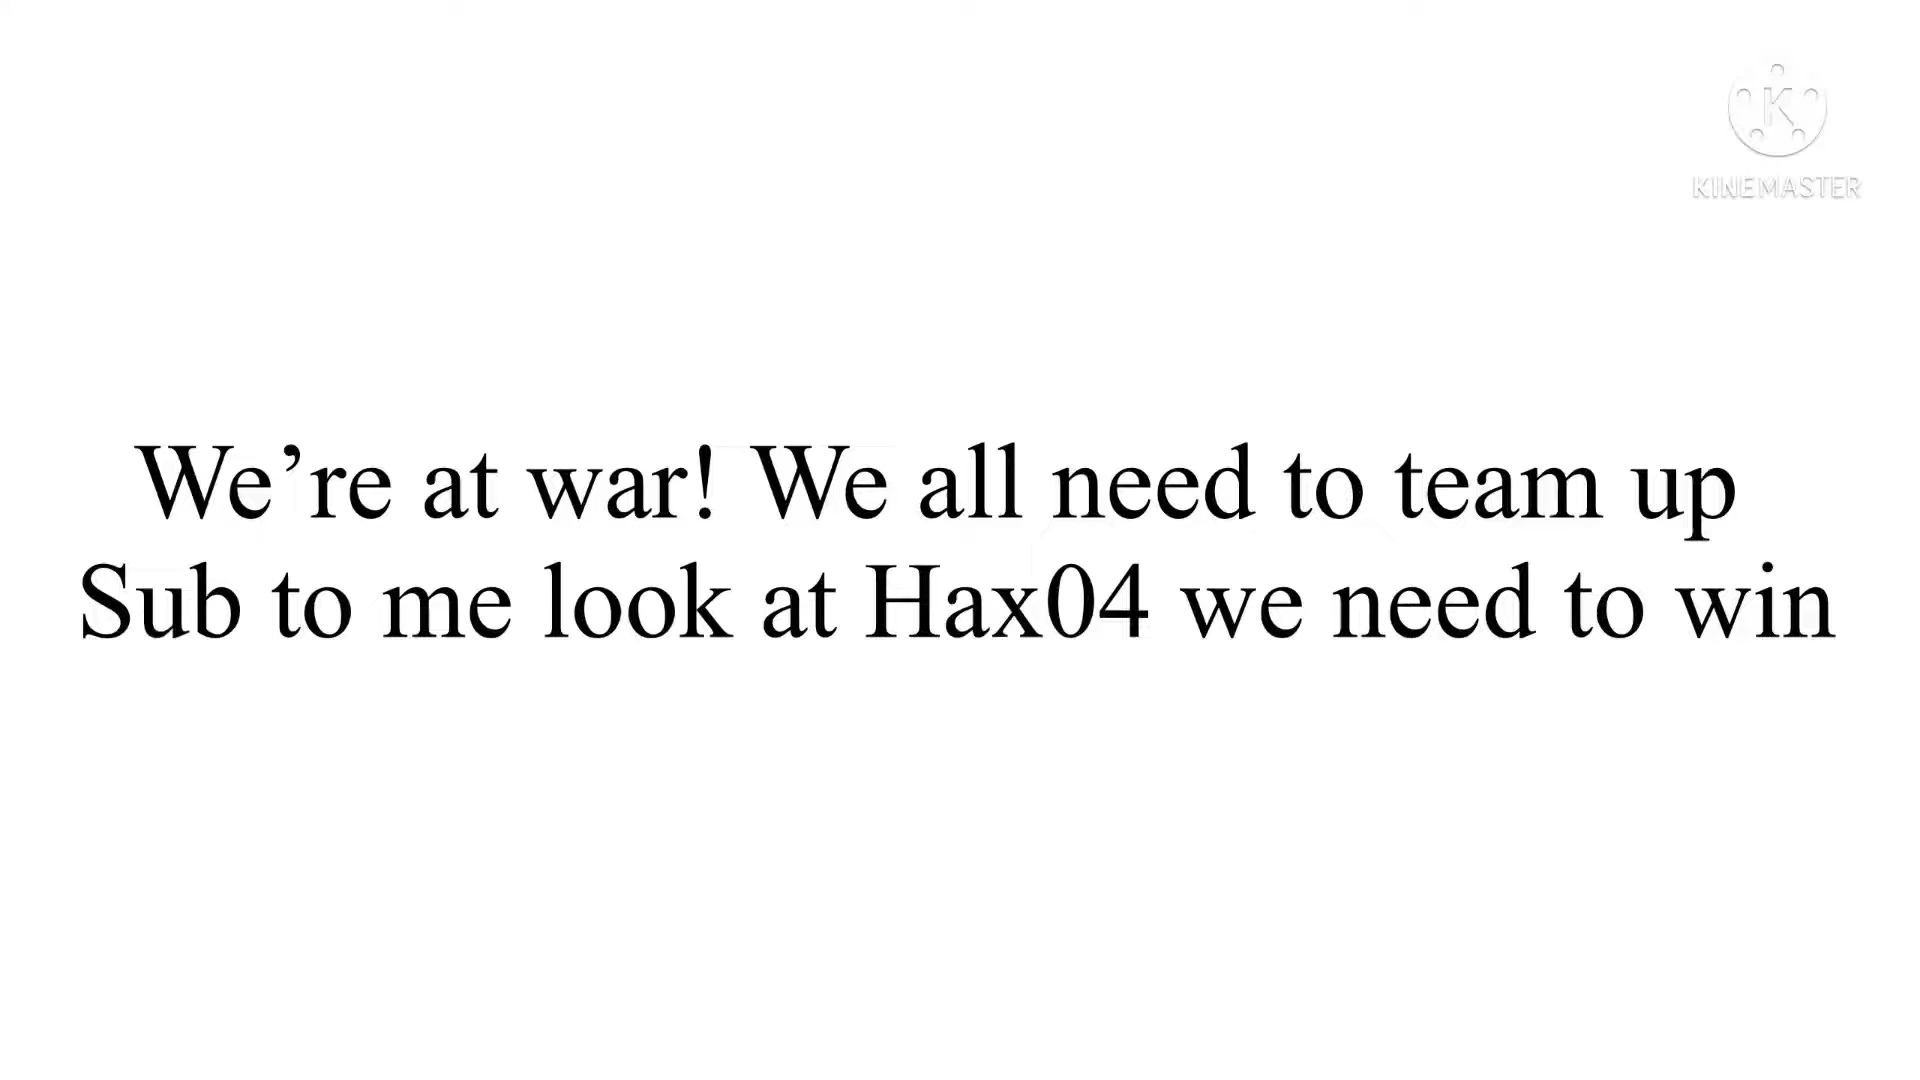 K
KINEMASTER
We’re at war! We all need to team up
Sub to me look at Hax04 we need to win